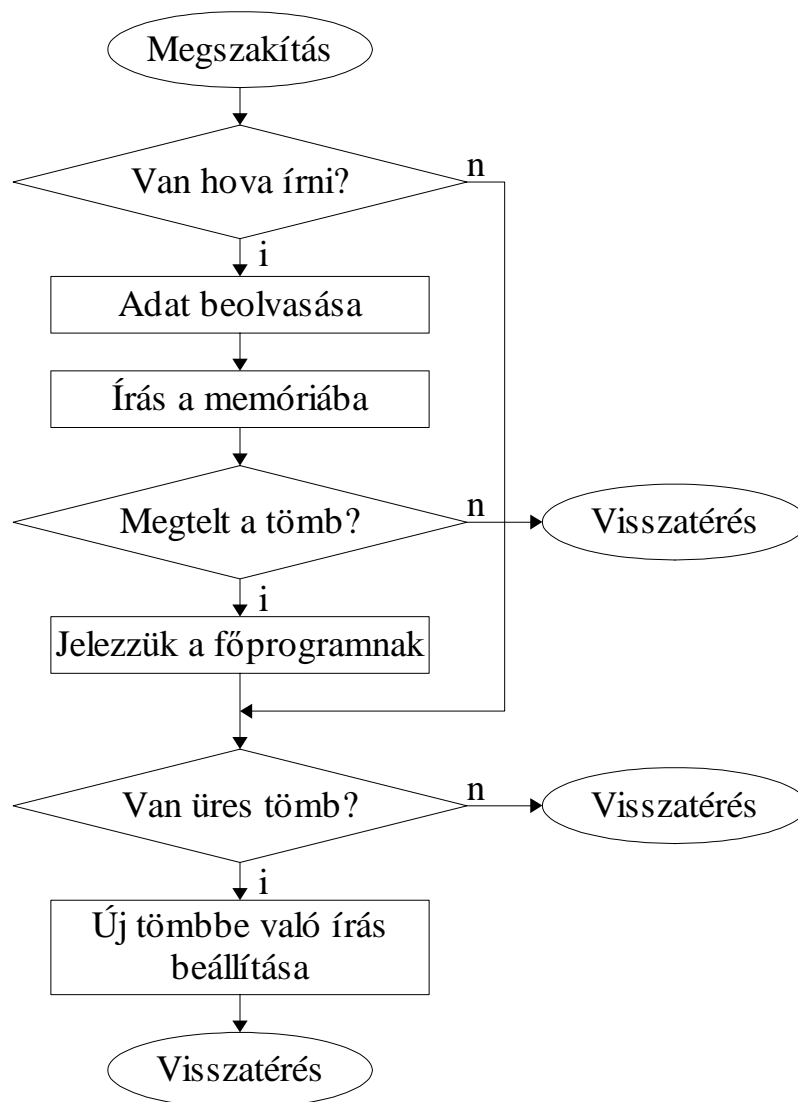 Megszakítás
Van hova írni?
n
i
Adat beolvasása
Írás a memóriába
Megtelt a tömb?
n
Visszatérés
i
Jelezzük a főprogramnak
Van üres tömb?
n
Visszatérés
i
Új tömbbe való írás
beállítása
Visszatérés